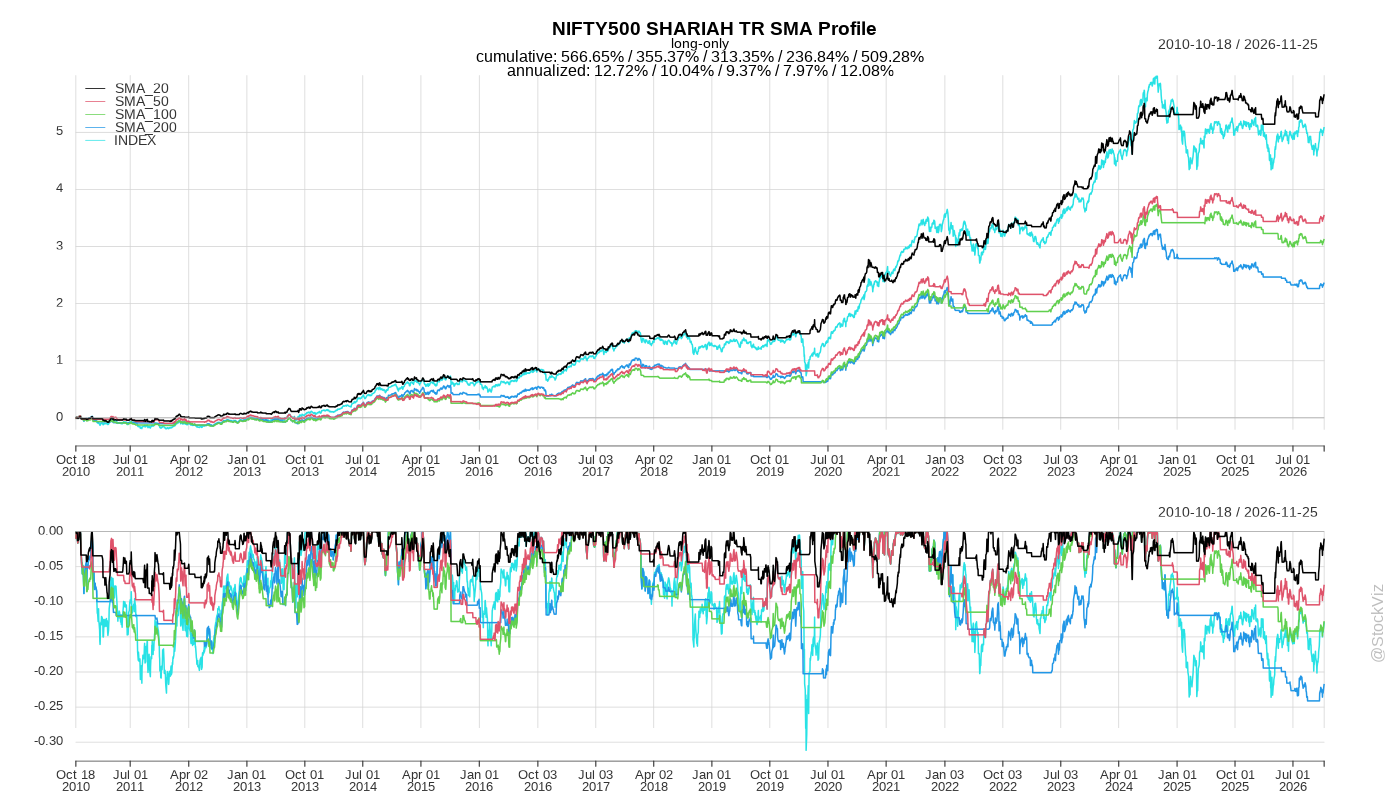 NIFTY500 SHARIAH TR SMA Profile
long-only
cumulative: 566.65% / 355.37% / 313.35% / 236.84% / 509.28%
annualized: 12.72% / 10.04% / 9.37% / 7.97% / 12.08%
2010-10-18 / 2026-11-25
SMA_20
SMA_50
SMA_100
SMA_200
INDEX
5
4
3
2
1
0
Oct 18 Jul 01 Apr 02 Jan 01 Oct 01 Jul 01 Apr 01 Jan 01 Oct 03 Jul 03 Apr 02 Jan 01 Oct 01 Jul 01 Apr 01 Jan 03 Oct 03 Jul 03 Apr 01 Jan 01 Oct 01 Jul 01
2010 2011 2012 2013 2013 2014 2015 2016 2016 2017 2018 2019 2019 2020 2021 2022 2022 2023 2024 2025 2025 2026
2010-10-18 / 2026-11-25
0.00
-0.05
-0.10
-0.15
-0.20
-0.25
-0.30
Oct 18 Jul 01 Apr 02 Jan 01 Oct 01 Jul 01 Apr 01 Jan 01 Oct 03 Jul 03 Apr 02 Jan 01 Oct 01 Jul 01 Apr 01 Jan 03 Oct 03 Jul 03 Apr 01 Jan 01 Oct 01 Jul 01
2010 2011 2012 2013 2013 2014 2015 2016 2016 2017 2018 2019 2019 2020 2021 2022 2022 2023 2024 2025 2025 2026
@StockViz